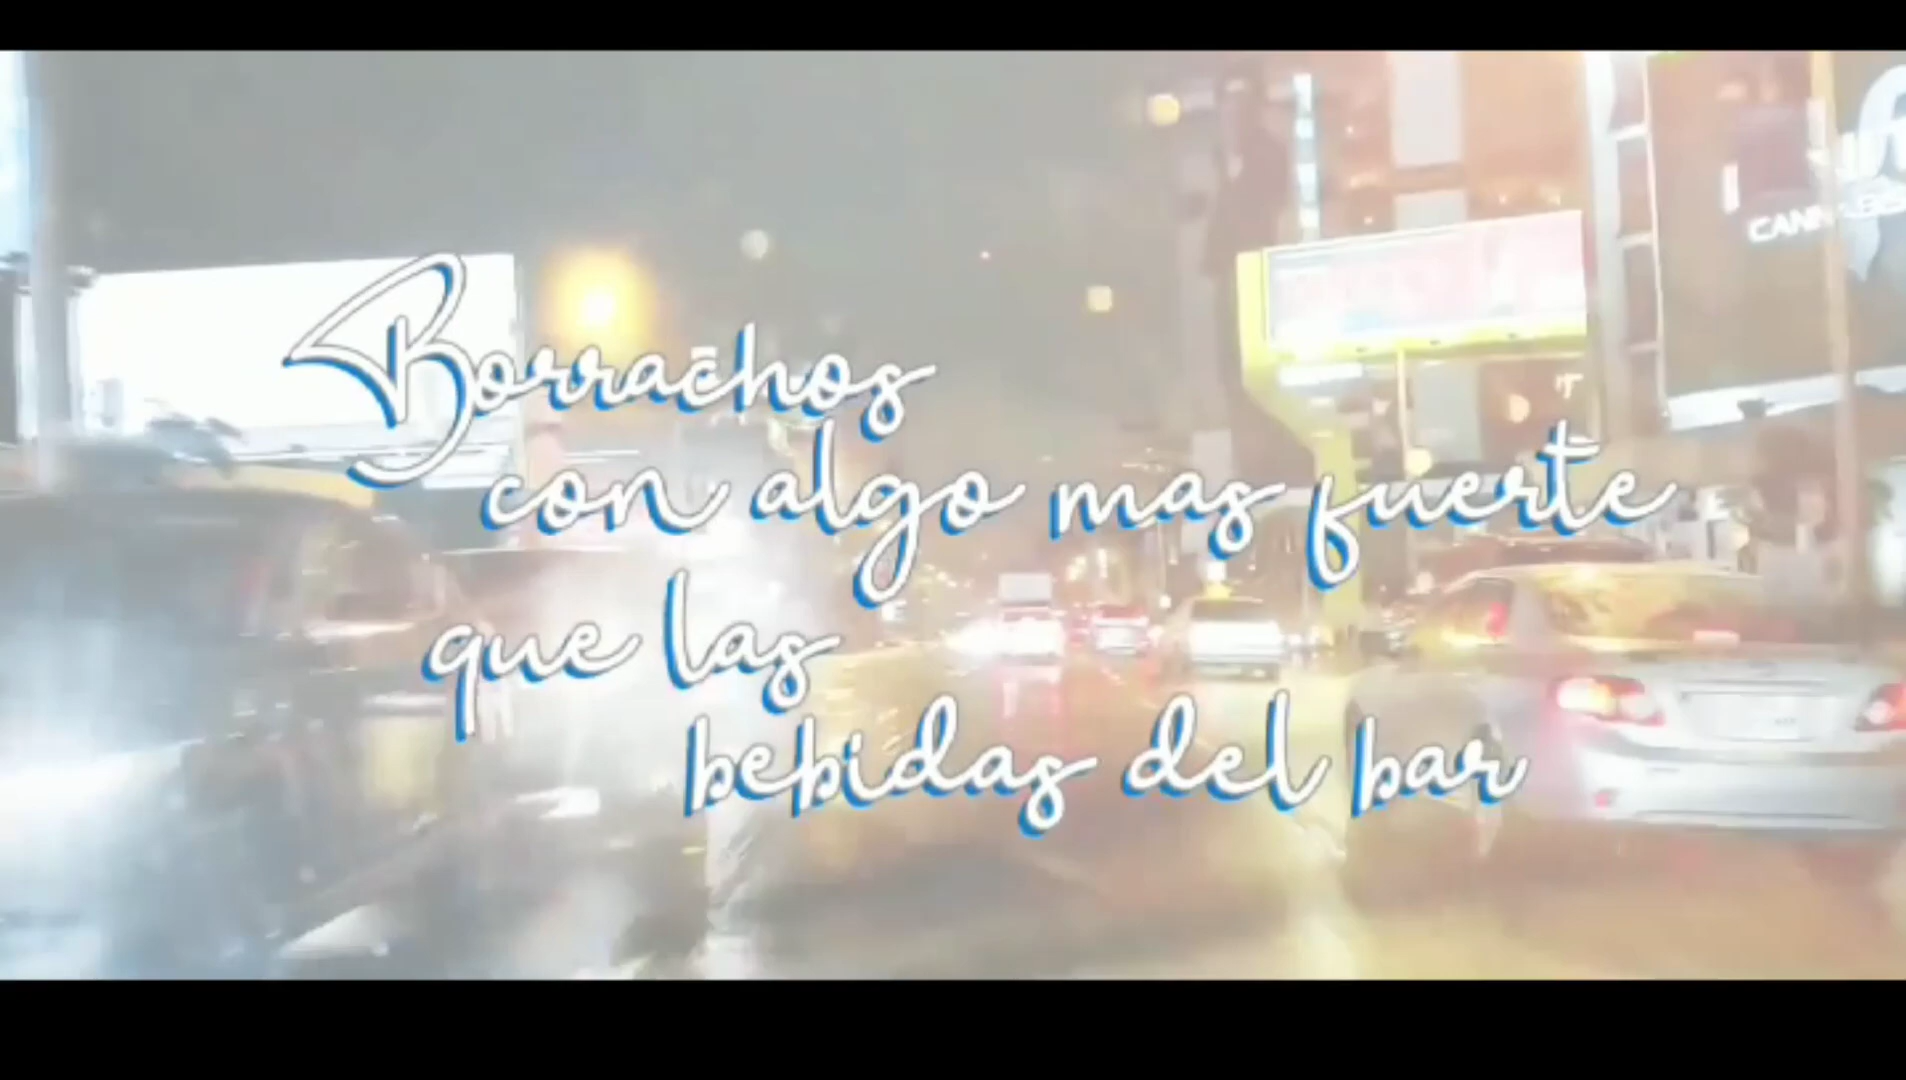 Borrachos
con algo mas fuerte
que las
bebidas del bar